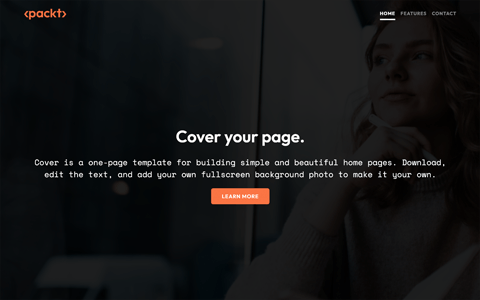 <packt>
HOME FEATURES CONTACT
Cover your page.
Cover is a one-page template for building simple and beautiful home pages. Download,
edit the text, and add your own fullscreen background photo to make it your own.
LEARN MORE